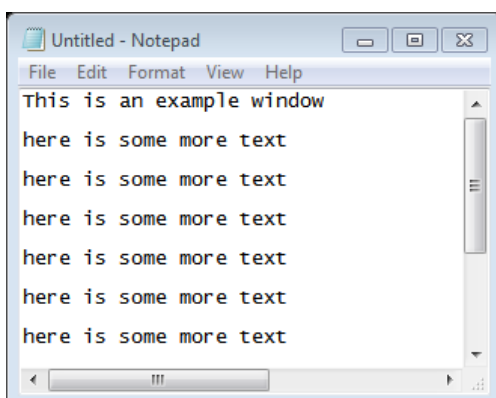 Untitled - Notepad
File Edit Format View Help
This is an example window
here is some more text
here is some more text
here is some more text
here is some more text
here is some more text
here is some more text